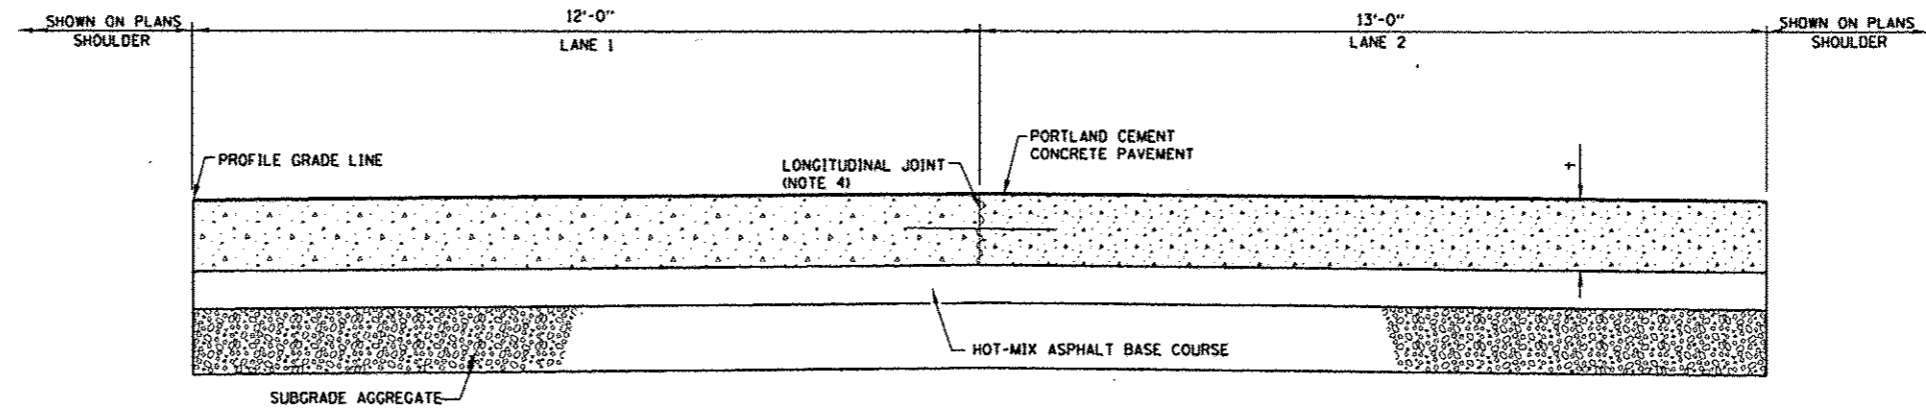 SHOWN ON PLANS
SHOULDER
12'-0"
LANE 1
13'-0"
LANE 2
SHOWN ON PLANS
SHOULDER
PROFILE GRADE LINE
LONGITUDINAL JOINT
(NOTE 4)
PORTLAND CEMENT
CONCRETE PAVEMENT
HOT-MIX ASPHALT BASE COURSE
SUBGRADE AGGREGATE